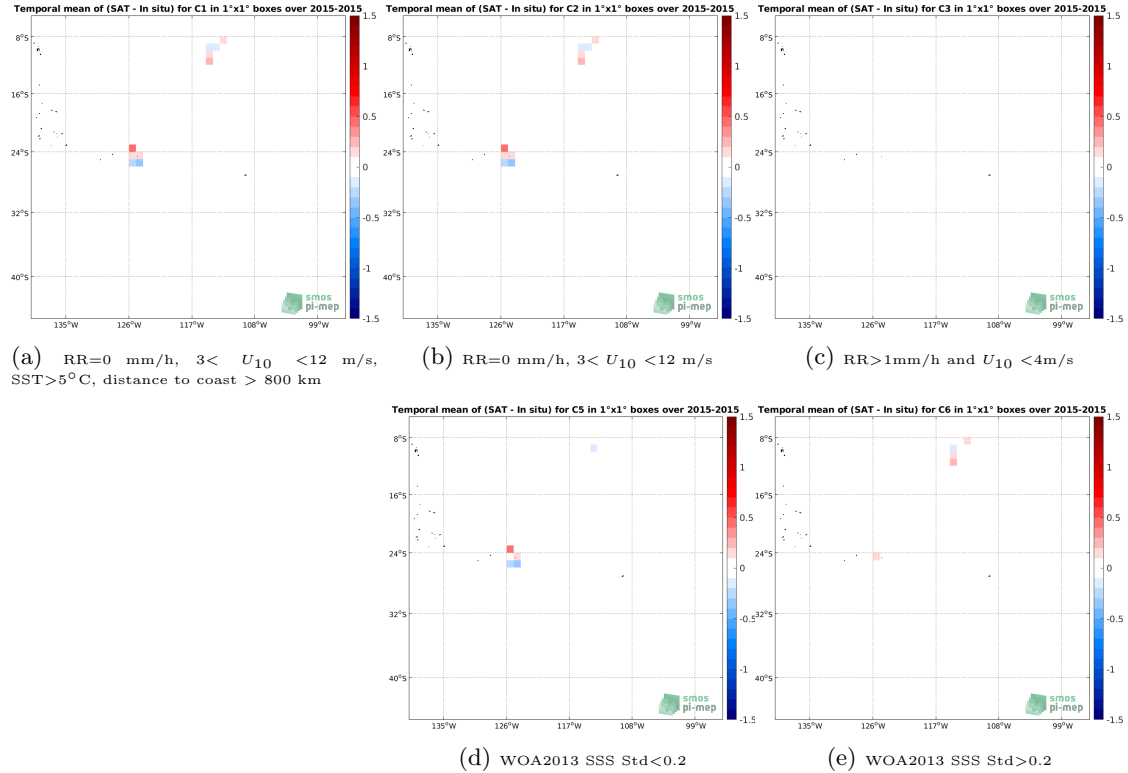 Temporal mean of (SAT - In situ) for C1 in 1°x1° boxes over 2015-2015
8°S
16°S
24°S
32°S
40°S
135°W
126°W
117°W
108°W
99°W
1.5
1
0.5
0
-0.5
-1
-1.5
smos
pi-mep
(a) RR=0 mm/h, 3< U10 <12 m/s,
SST>5°C, distance to coast > 800 km
Temporal mean of (SAT - In situ) for C2 in 1°x1° boxes over 2015-2015
8°S
16°S
24°S
32°S
40°S
135°W
126°W
117°W
108°W
99°W
1.5
1
0.5
0
-0.5
-1
-1.5
smos
pi-mep
(b) RR=0 mm/h, 3< U10 <12 m/s
Temporal mean of (SAT - In situ) for C3 in 1°x1° boxes over 2015-2015
8°S
16°S
24°S
32°S
40°S
135°W
126°W
117°W
108°W
99°W
1.5
1
0.5
0
-0.5
-1
-1.5
smos
pi-mep
(c) RR>1mm/h and U10 <4m/s
Temporal mean of (SAT - In situ) for C5 in 1°x1° boxes over 2015-2015
8°S
16°S
24°S
32°S
40°S
135°W
126°W
117°W
108°W
99°W
1.5
1
0.5
0
-0.5
-1
-1.5
smos
pi-mep
(d) WOA2013 SSS Std<0.2
Temporal mean of (SAT - In situ) for C6 in 1°x1° boxes over 2015-2015
8°S
16°S
24°S
32°S
40°S
135°W
126°W
117°W
108°W
99°W
1.5
1
0.5
0
-0.5
-1
-1.5
smos
pi-mep
(e) WOA2013 SSS Std>0.2